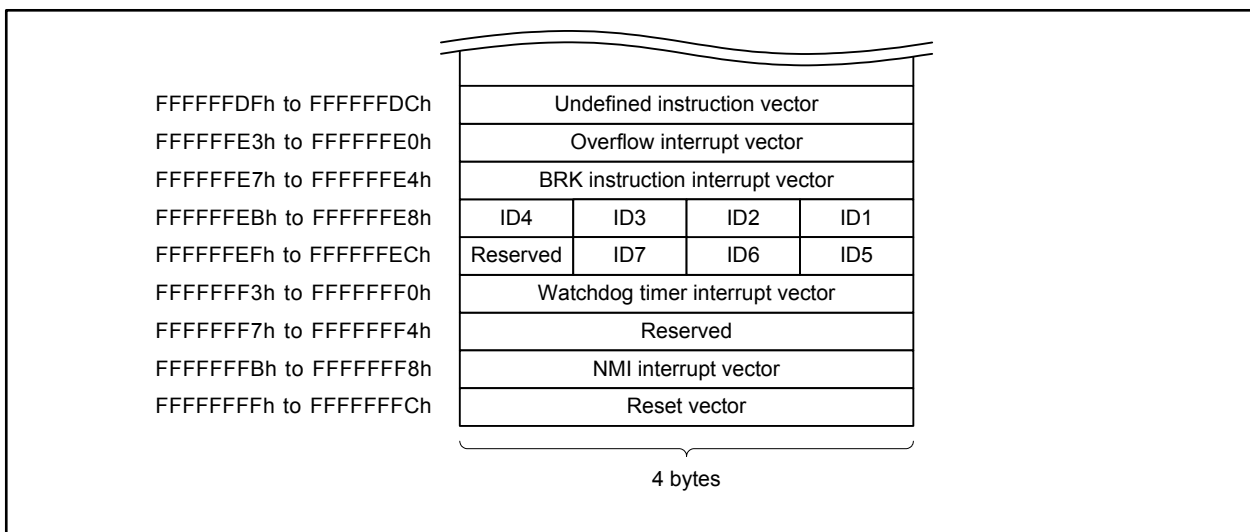 FFFFFFDFh to FFFFFFDCh Undefined instruction vector
FFFFFFE3h to FFFFFFE0h Overflow interrupt vector
FFFFFFE7h to FFFFFFE4h BRK instruction interrupt vector
FFFFFFEBh to FFFFFFE8h ID4 ID3 ID2 ID1
FFFFFFEFh to FFFFFFECh Reserved ID7 ID6 ID5
FFFFFFF3h to FFFFFFF0h Watchdog timer interrupt vector
FFFFFFF7h to FFFFFFF4h Reserved
FFFFFFFBh to FFFFFFF8h NMI interrupt vector
FFFFFFFFh to FFFFFFFCh Reset vector
4 bytes